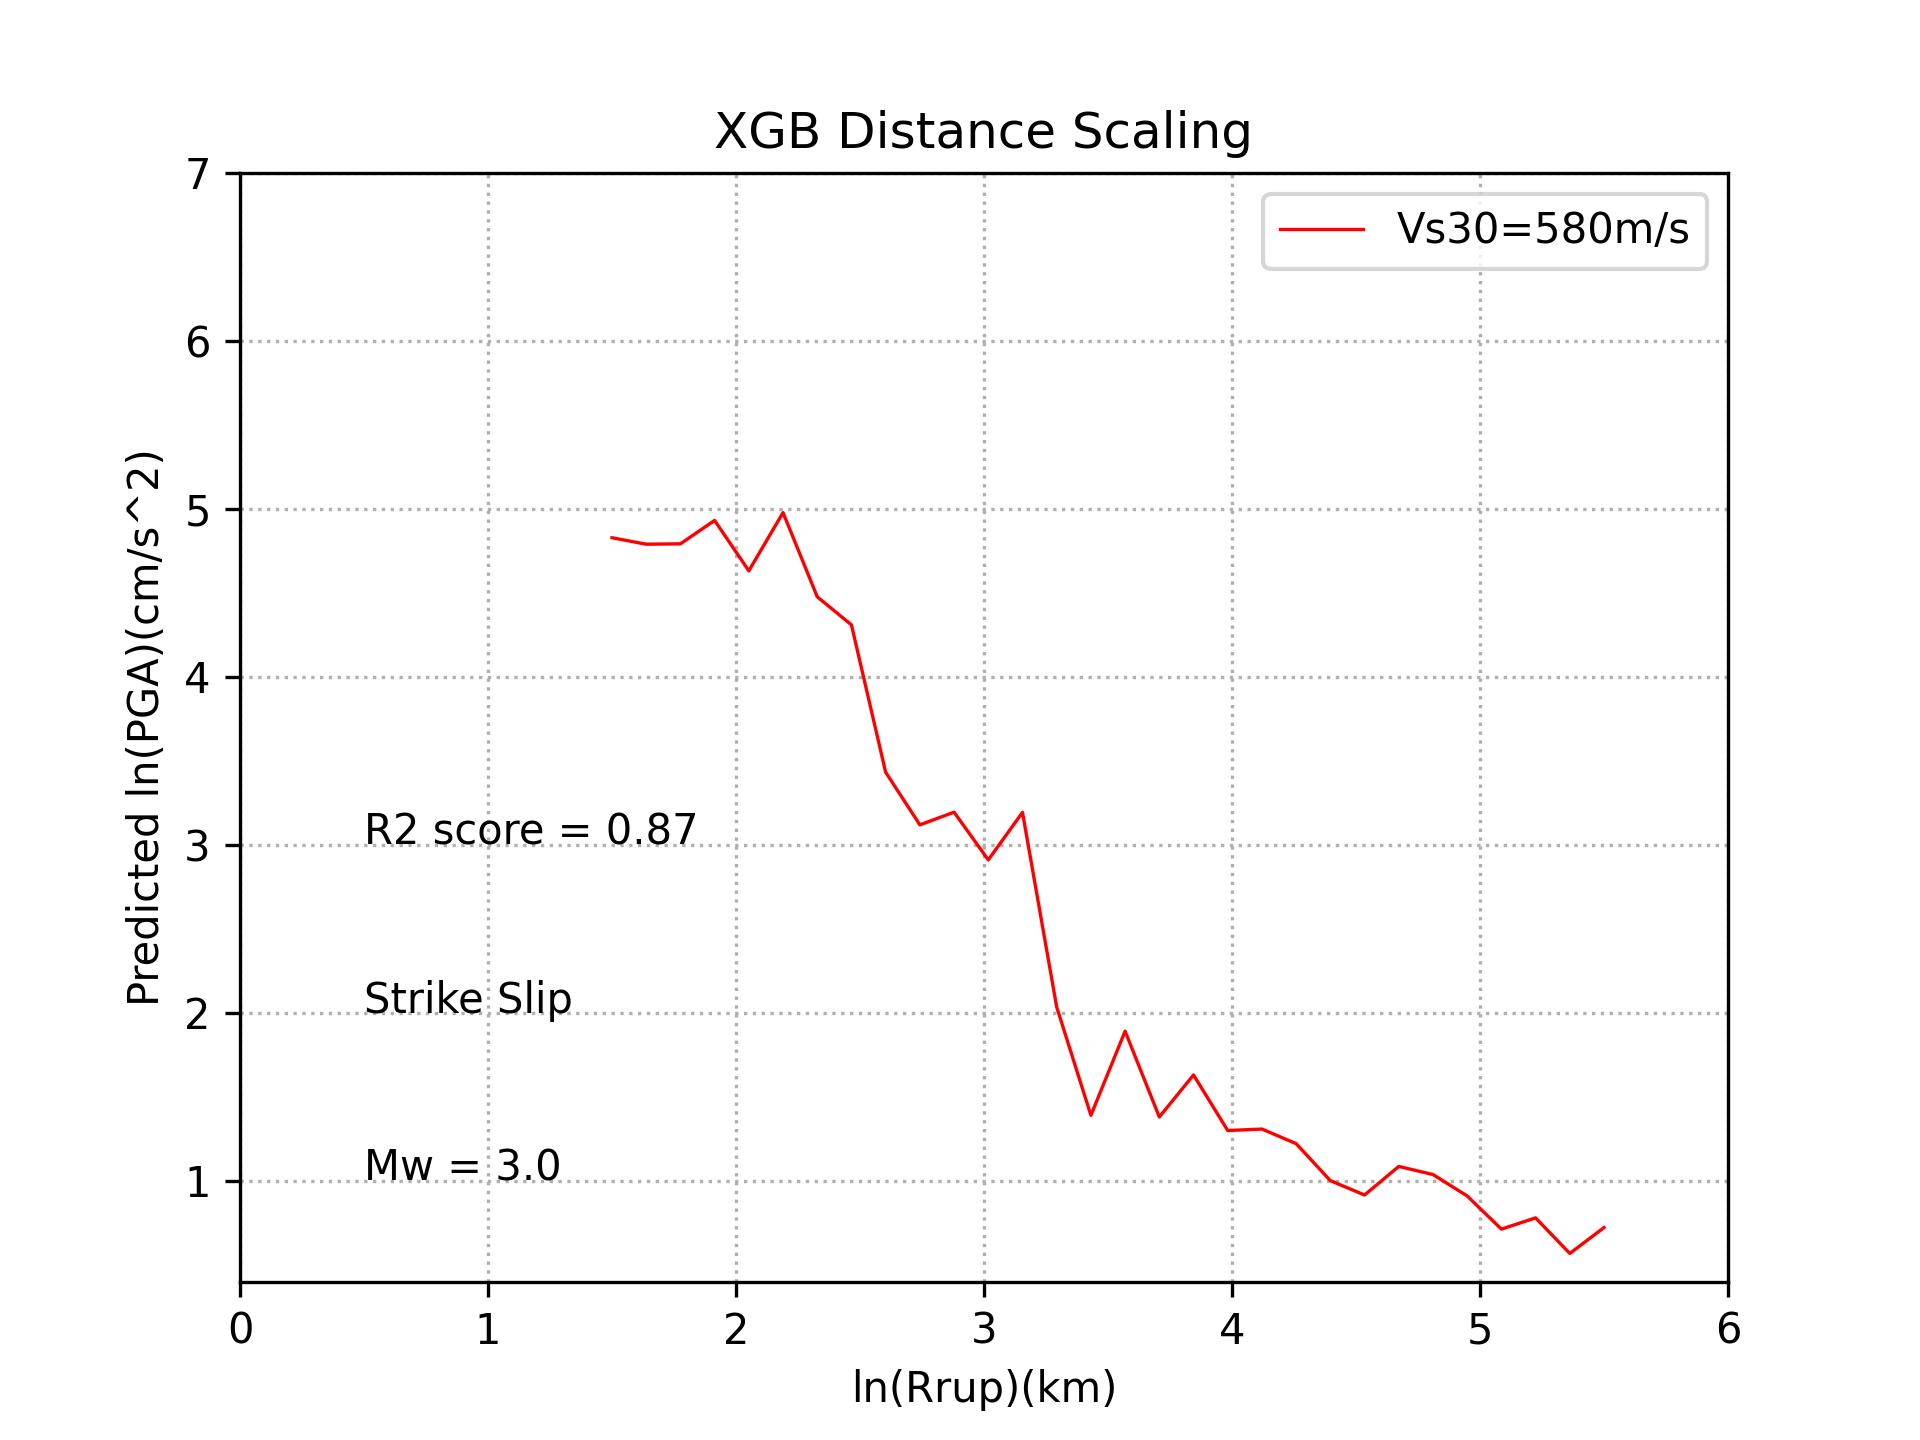 XGB Distance Scaling
Vs30=580m/s
Predicted ln(PGA)(cm/s^2)
7
6
5
4
3
2
1
R2 score = 0.87
Strike Slip
Mw = 3.0
0 1 2 3 4 5 6
ln(Rrup)(km)